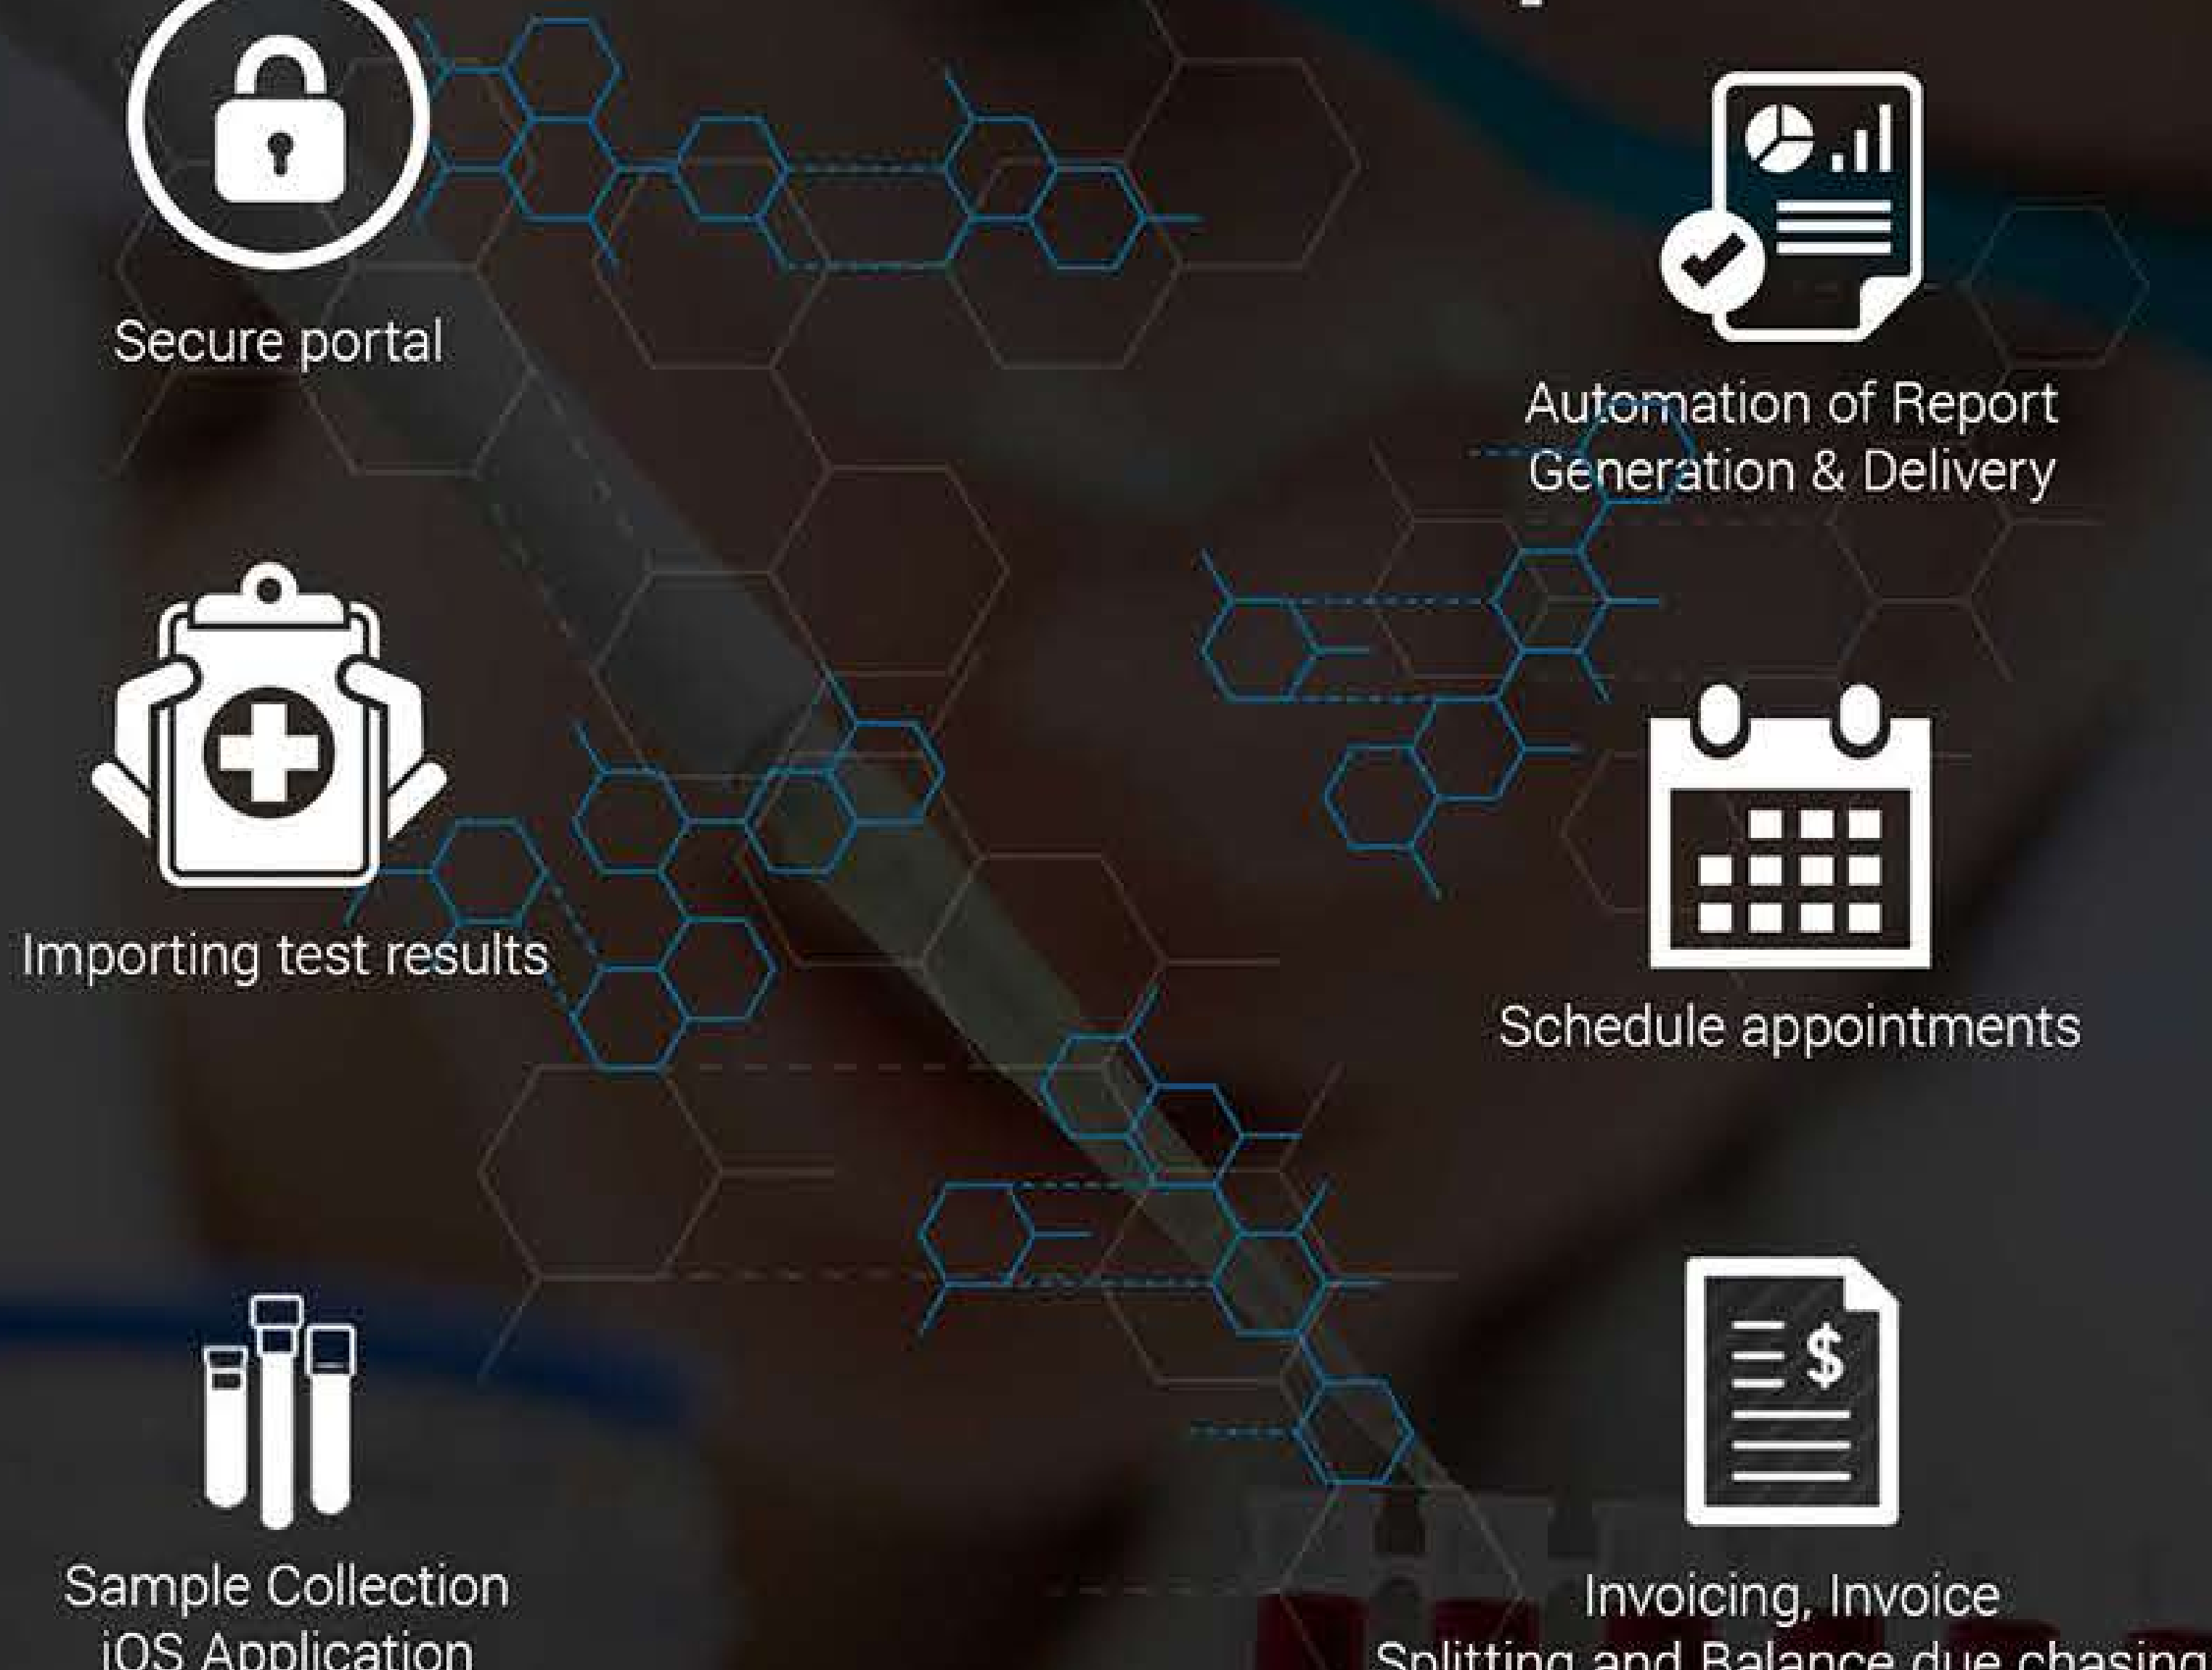 Secure portal
Automation of Report
Generation & Delivery
Importing test results
Schedule appointments
Sample Collection
iOS Application
Invoicing, Invoice
Splitting and Balance due chasing
$